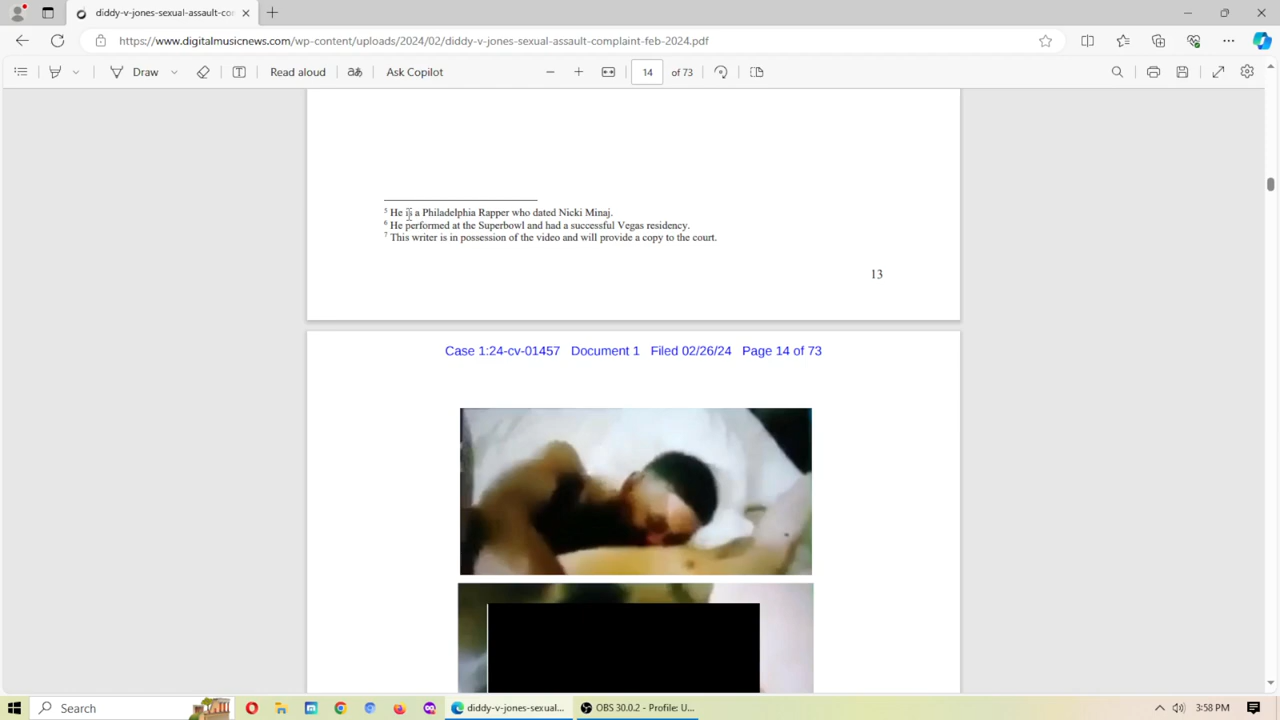 diddy-v-jones-sexual-assault-co
https://www.digitalmusicnews.com/wp-content/uploads/2024/02/diddy-v-jones-sexual-assault-complaint-feb-2024.pdf
Draw
Read aloud
Ask Copilot
14 of 73
5 He is a Philadelphia Rapper who dated Nicki Minaj.
6 He performed at the Superbowl and had a successful Vegas residency.
7 This writer is in possession of the video and will provide a copy to the court.
13
Case 1:24-cv-01457 Document 1 Filed 02/26/24 Page 14 of 73
Search
diddy-v-jones-sexual...
OBS 30.0.2 - Profile: U...
3:58 PM